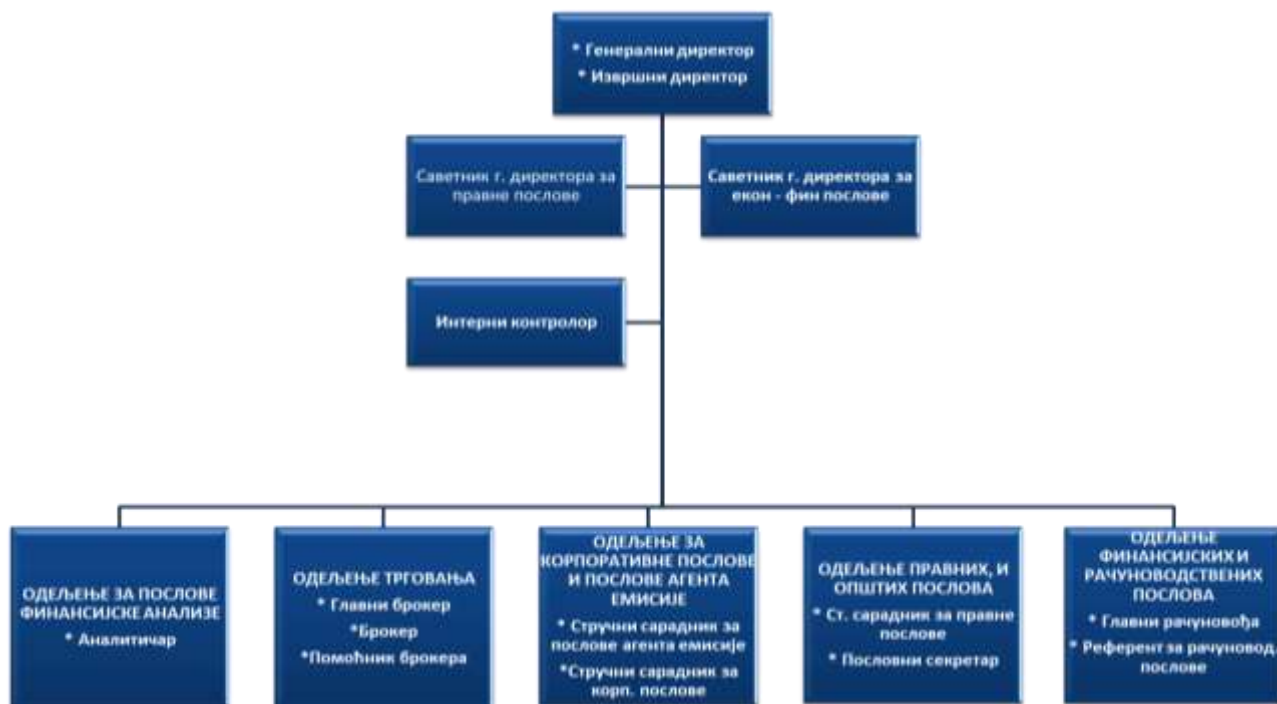 * Генерални директор
* Извршни директор
Саветник г. директора за
правне послове
Саветник г. директора за
екон - фин послове
Интерни контролор
ОДЕЉЕЊЕ ЗА ПОСЛОВЕ
ФИНАНСИЈСКЕ АНАЛИЗЕ
* Аналитичар
ОДЕЉЕЊЕ ТРГОВАЊА
* Главни брокер
*Брокер
*Помоћник брокера
ОДЕЉЕЊЕ ЗА
КОРПОРАТИВНЕ ПОСЛОВЕ
И ПОСЛОВЕ АГЕНТА
ЕМИСИЈЕ
* Стручни сарадник за
послове агента емисије
*Стручни сарадник за
корп. послове
ОДЕЉЕЊЕ ПРАВНИХ, И
ОПШТИХ ПОСЛОВА
* Ст. сарадник за правне
послове
* Пословни секретар
ОДЕЉЕЊЕ
ФИНАНСИЈСКИХ И
РАЧУНОВОДСТВЕНИХ
ПОСЛОВА
* Главни рачуновођа
* Референт за рачуновод.
послове